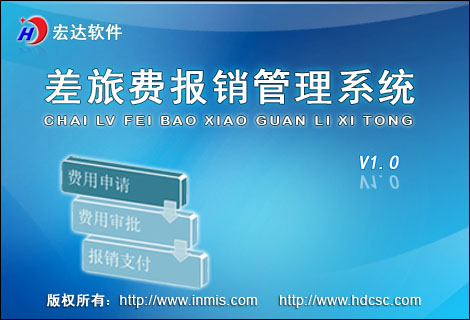 宏达软件
差旅费报销管理系统
CHAI LV FEI BAO XIAO GUAN LI XI TONG
V1.0
费用申请
费用审批
报销支付
版权所有：http://www.inmis.com http://www.hdcsc.com